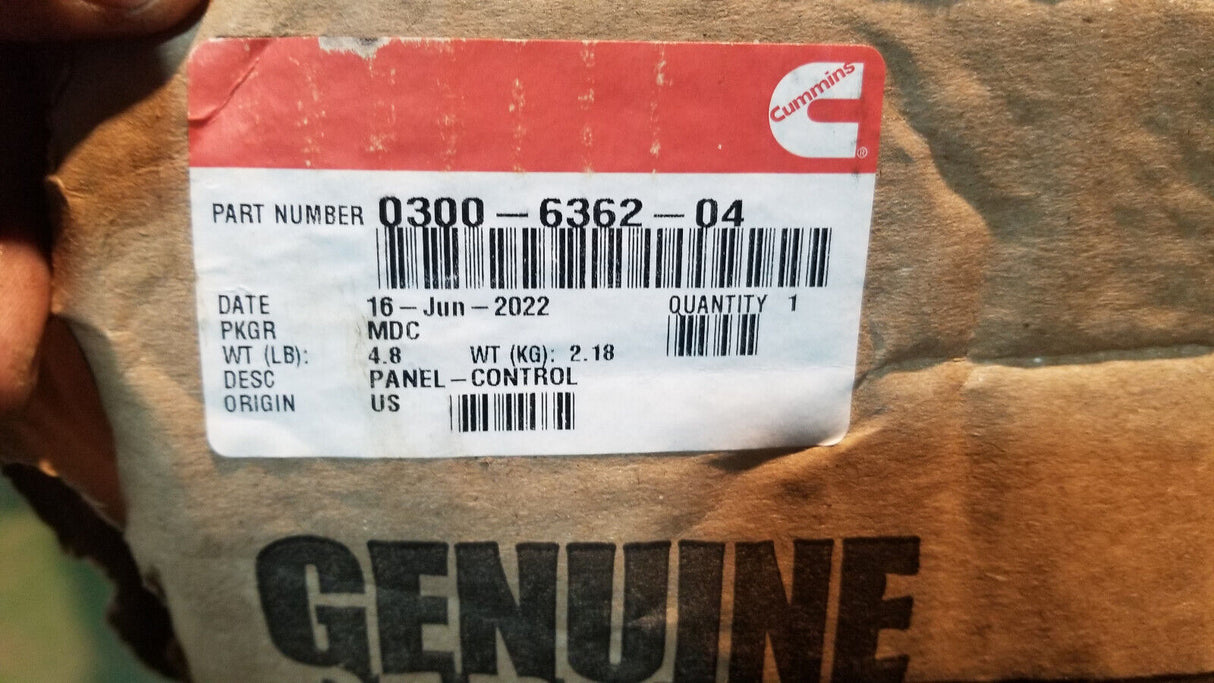 Cummins
®
PART NUMBER 0300-6362-04
DATE 16-Jun-2022 QUANTITY 1
PKGR MDC
WT (LB): 4.8 WT (KG): 2.18
DESC PANEL-CONTROL
ORIGIN US
GENUINE